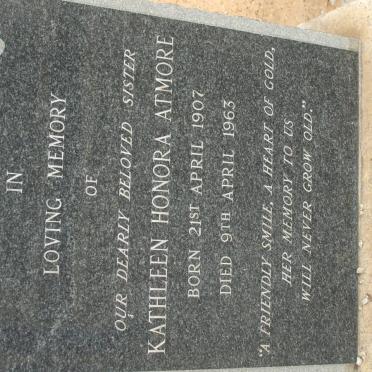 IN
LOVING MEMORY
OF
OUR DEARLY BELOVED SISTER
KATHLEEN HONORA ATMORE
BORN 21ST APRIL 1907
DIED 9TH APRIL 1963
"A FRIENDLY SMILE, A HEART OF GOLD,
HER MEMORY TO US
WILL NEVER GROW OLD."